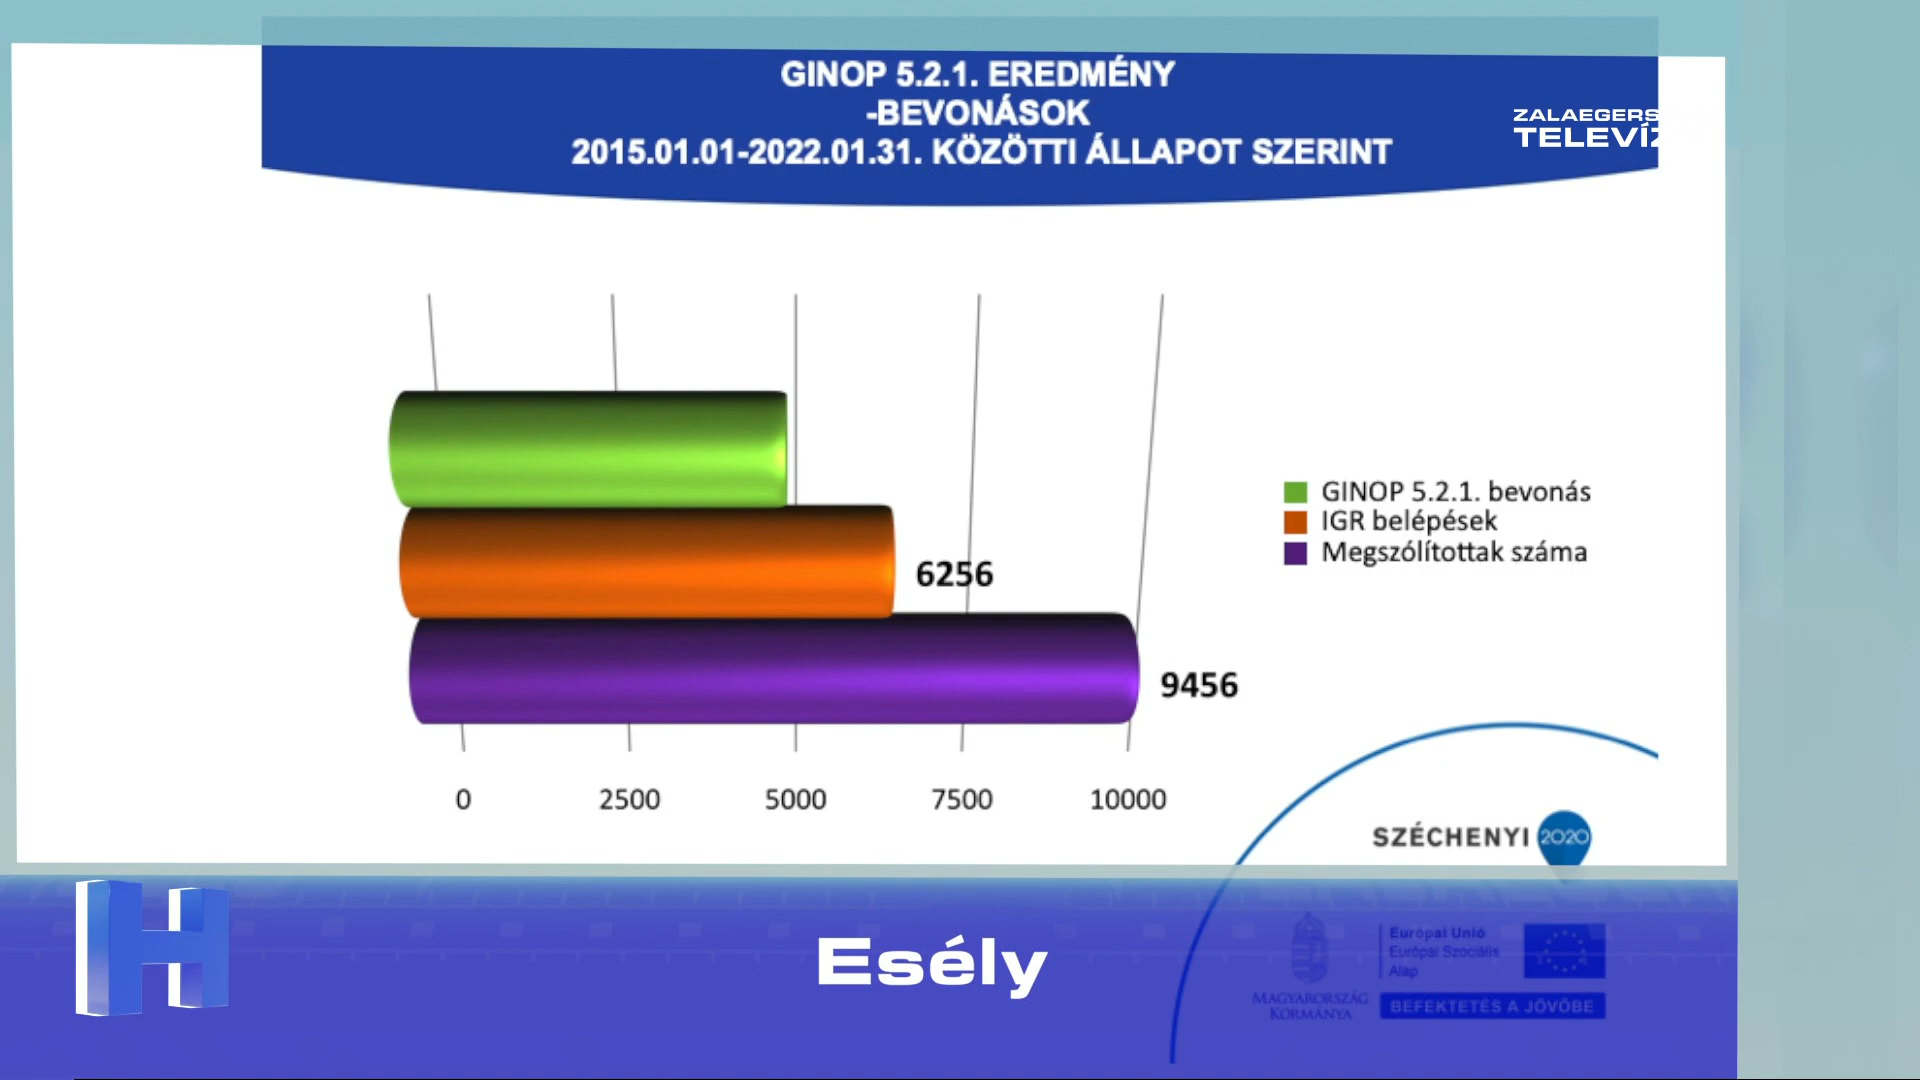 GINOP 5.2.1. EREDMÉNY
-BEVONÁSOK
2015.01.01-2022.01.31. KÖZÖTTI ÁLLAPOT SZERINT
ZALAEGERS
TELEVÍZ
GINOP 5.2.1. bevonás
IGR belépések
Megszólítottak száma
6256
9456
0 2500 5000 7500 10000
SZÉCHENYI 2020
Esély
Európai Unió
Európai Szociális
Alap
MAGYARORSZÁG
KORMÁNYA
BEFEKTETÉS A JÖVŐBE
H